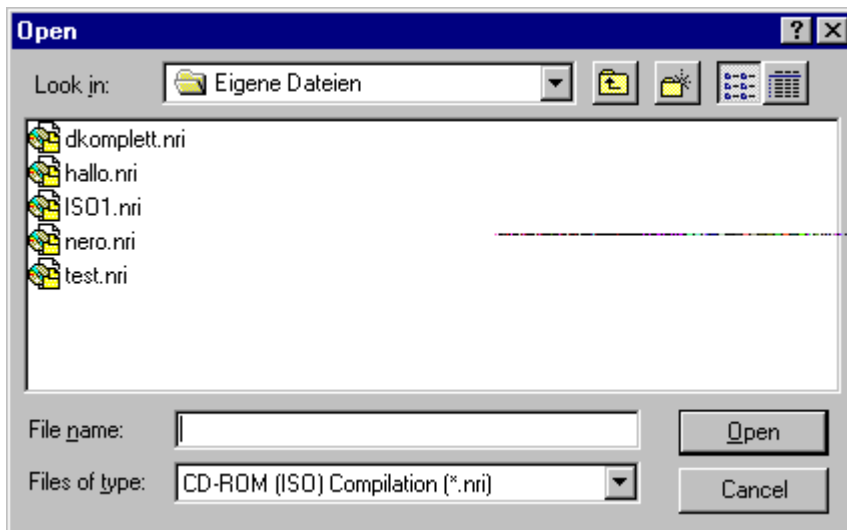 Open
Look in: Eigene Dateien
dkomplett.nri
hallo.nri
ISO1.nri
nero.nri
test.nri
File name: Open
Files of type: CD-ROM (ISO) Compilation (*.nri) Cancel